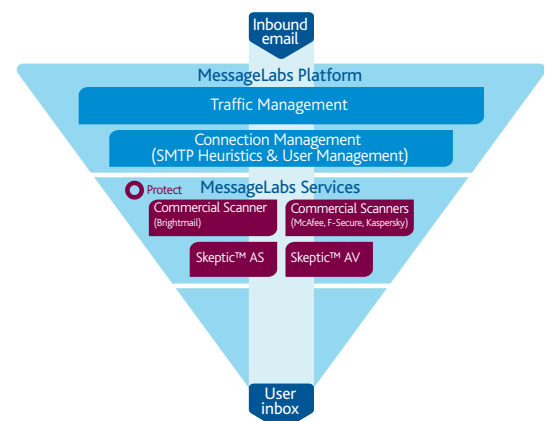 Inbound
email
MessageLabs Platform
Traffic Management
Connection Management
(SMTP Heuristics & User Management)
Protect
MessageLabs Services
Commercial Scanner
(Brightmail)
Commercial Scanners
(McAfee, F-Secure, Kaspersky)
Skeptic™ AS
Skeptic™ AV
User
inbox